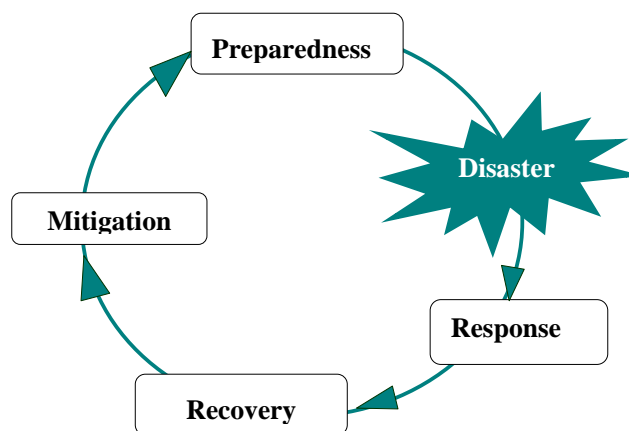 Preparedness
Disaster
Mitigation
Response
Recovery